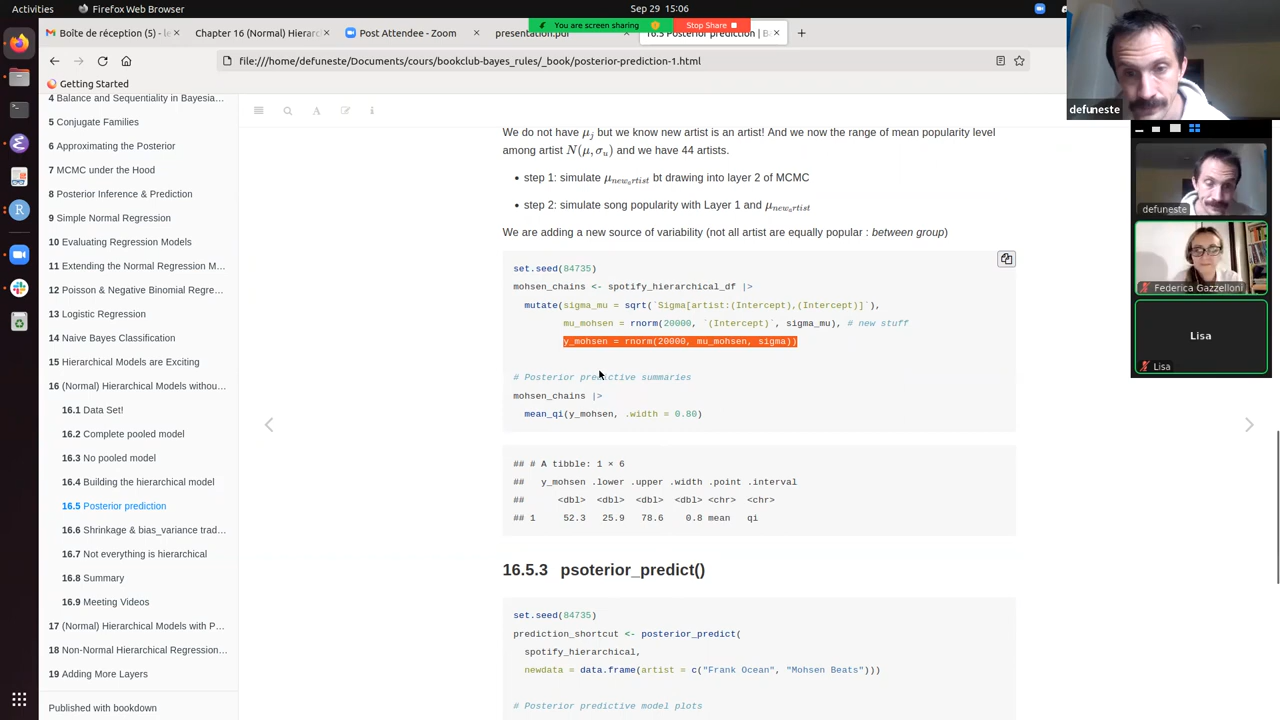 Activities
Firefox Web Browser
Sep 29 15:06
You are screen sharing
Stop Share
Boîte de réception (5) - l
Chapter 16 (Normal) Hierar
Post Attendee - Zoom
presentation.pdf
16.5 Posterior prediction | B
file:///home/defuneste/Documents/cours/bookclub-bayes_rules/_book/posterior-prediction-1.html
Getting Started
4 Balance and Sequentiality in Bayesia…
5 Conjugate Families
6 Approximating the Posterior
7 MCMC under the Hood
8 Posterior Inference & Prediction
9 Simple Normal Regression
10 Evaluating Regression Models
11 Extending the Normal Regression M…
12 Poisson & Negative Binomial Regre…
13 Logistic Regression
14 Naive Bayes Classification
15 Hierarchical Models are Exciting
16 (Normal) Hierarchical Models withou…
16.1 Data Set!
16.2 Complete pooled model
16.3 No pooled model
16.4 Building the hierarchical model
16.5 Posterior prediction
16.6 Shrinkage & bias_variance trad…
16.7 Not everything is hierarchical
16.8 Summary
16.9 Meeting Videos
17 (Normal) Hierarchical Models with P…
18 Non-Normal Hierarchical Regression…
19 Adding More Layers
Published with bookdown
We do not have μj but we know new artist is an artist! And we now the range of mean popularity level
among artist N(μ, σu) and we have 44 artists.
• step 1: simulate μnewartist bt drawing into layer 2 of MCMC
• step 2: simulate song popularity with Layer 1 and μnewartist
We are adding a new source of variability (not all artist are equally popular : between group)
set.seed(84735)
mohsen_chains <- spotify_hierarchical_df |>
mutate(sigma_mu = sqrt(`Sigma[artist:(Intercept),(Intercept)]`),
mu_mohsen = rnorm(20000, `(Intercept)`, sigma_mu), # new stuff
y_mohsen = rnorm(20000, mu_mohsen, sigma))
# Posterior predictive summaries
mohsen_chains |>
mean_qi(y_mohsen, .width = 0.80)
## # A tibble: 1 × 6
## y_mohsen .lower .upper .width .point .interval
## <dbl> <dbl> <dbl> <dbl> <chr> <chr>
## 1 52.3 25.9 78.6 0.8 mean qi
16.5.3 psoterior_predict()
set.seed(84735)
prediction_shortcut <- posterior_predict(
spotify_hierarchical,
newdata = data.frame(artist = c("Frank Ocean", "Mohsen Beats")))
# Posterior predictive model plots
defuneste
defuneste
Federica Gazzelloni
Lisa
Lisa